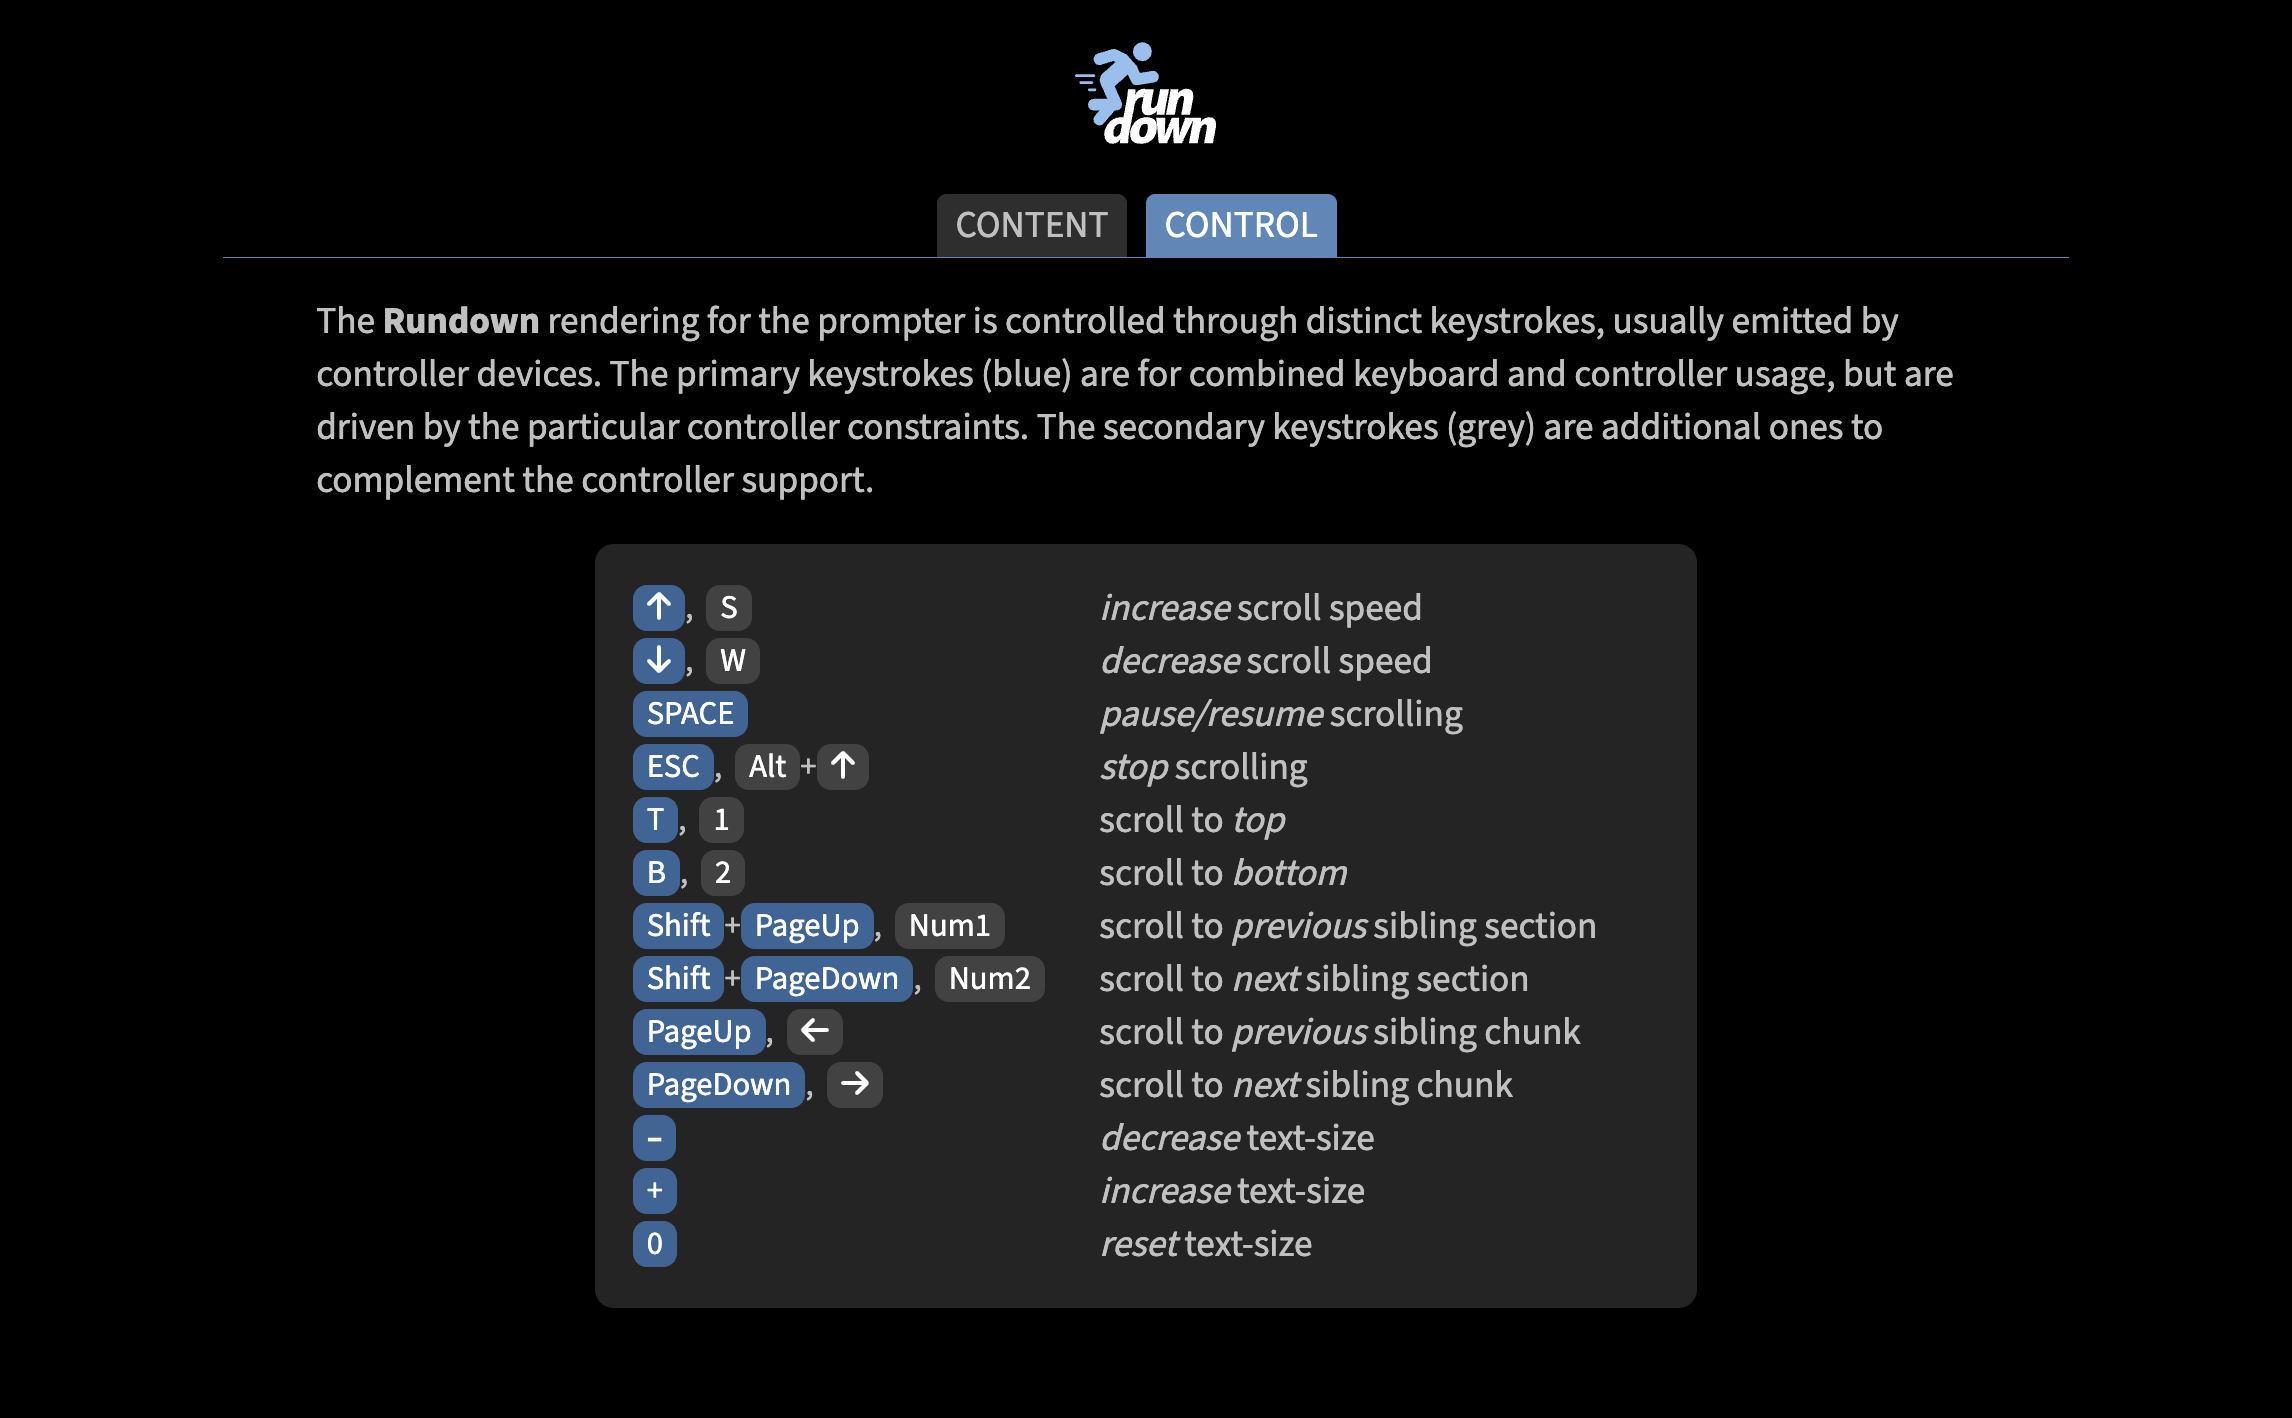 run
down
CONTENT CONTROL
The Rundown rendering for the prompter is controlled through distinct keystrokes, usually emitted by
controller devices. The primary keystrokes (blue) are for combined keyboard and controller usage, but are
driven by the particular controller constraints. The secondary keystrokes (grey) are additional ones to
complement the controller support.
↑, S increase scroll speed
↓, W decrease scroll speed
SPACE pause/resume scrolling
ESC, Alt+↑ stop scrolling
T, 1 scroll to top
B, 2 scroll to bottom
Shift+PageUp, Num1 scroll to previous sibling section
Shift+PageDown, Num2 scroll to next sibling section
PageUp, ← scroll to previous sibling chunk
PageDown, → scroll to next sibling chunk
– decrease text-size
+ increase text-size
0 reset text-size